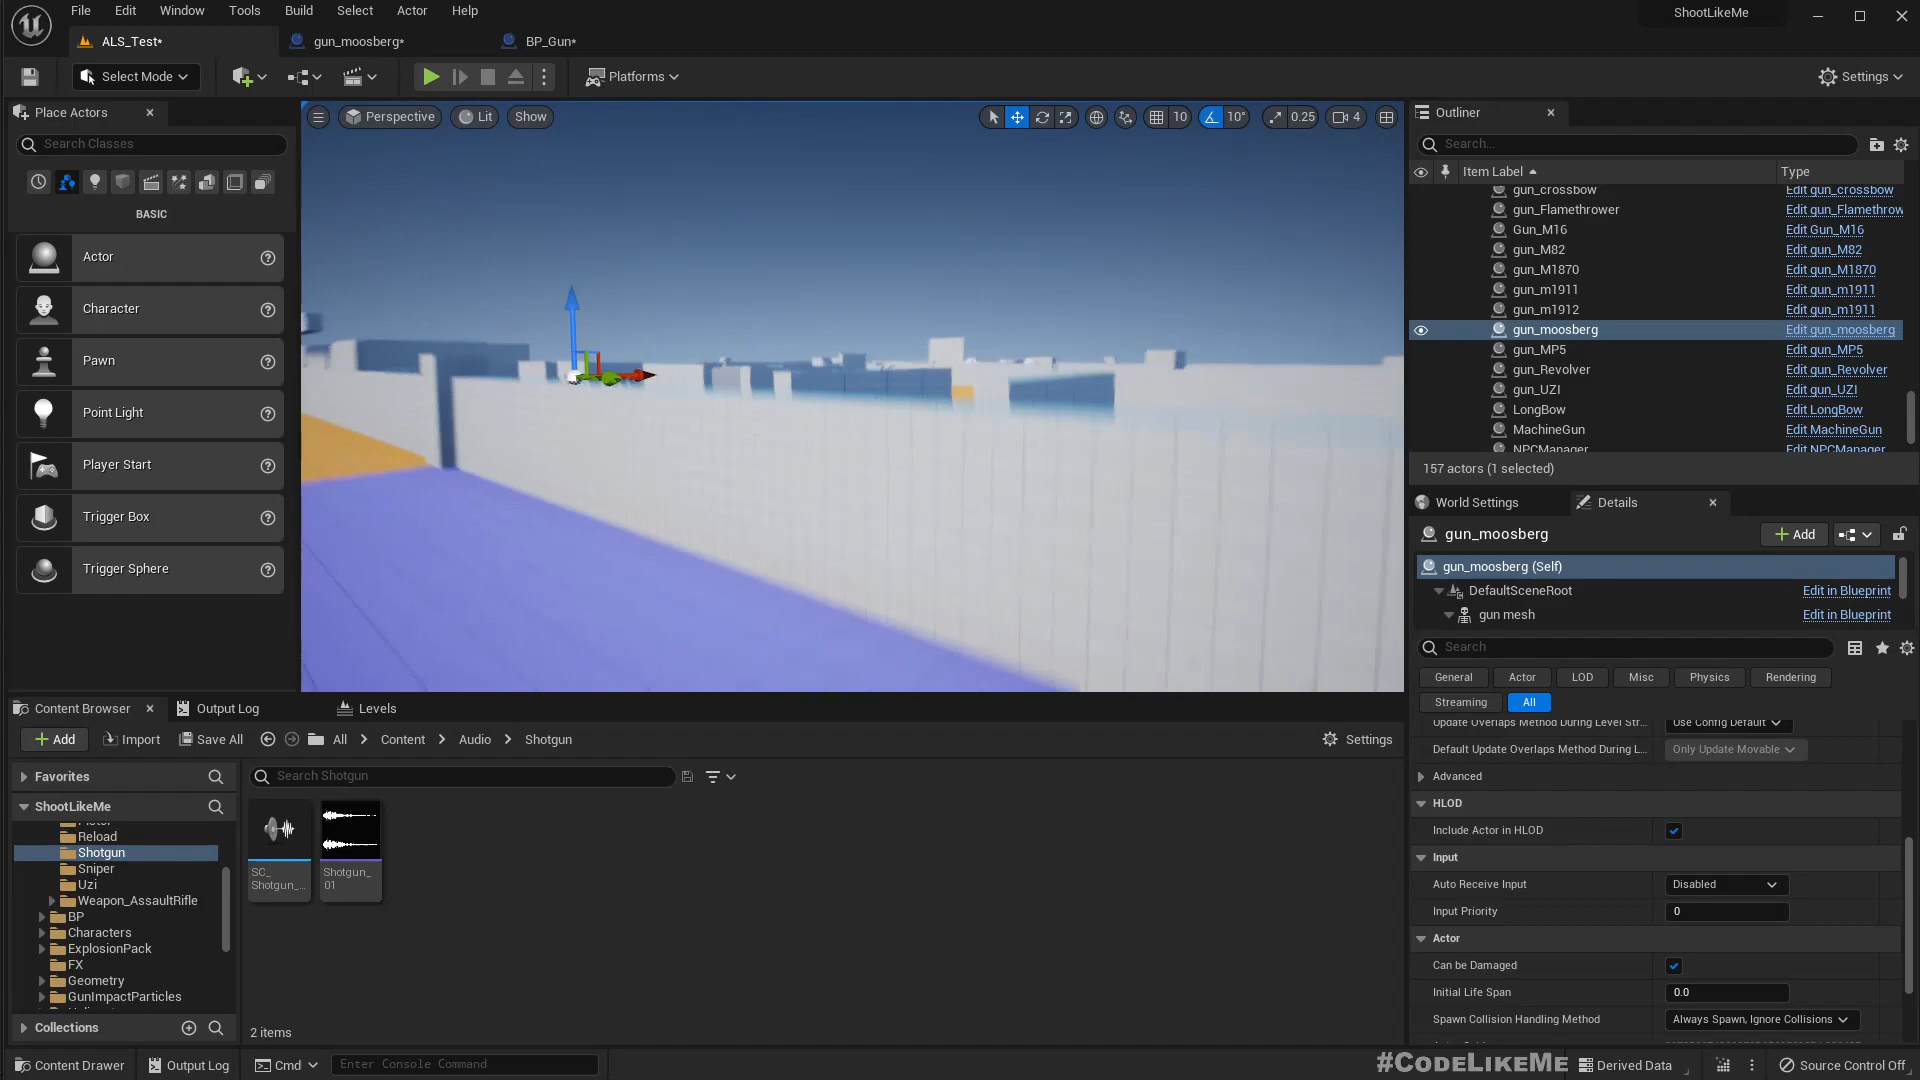 File Edit Window Tools Build Select Actor Help
ShootLikeMe
ALS_Test*
gun_moosberg*
BP_Gun*
Select Mode
Platforms
Settings
Place Actors
Search Classes
BASIC
Actor
Character
Pawn
Point Light
Player Start
Trigger Box
Trigger Sphere
Perspective
Lit
Show
10
10°
0.25
4
Outliner
Search...
Item Label
Type
gun_crossbow Edit gun_crossbow
gun_Flamethrower Edit gun_Flamethrow
Gun_M16 Edit Gun_M16
gun_M82 Edit gun_M82
gun_M1870 Edit gun_M1870
gun_m1911 Edit gun_m1911
gun_m1912 Edit gun_m1911
gun_moosberg Edit gun_moosberg
gun_MP5 Edit gun_MP5
gun_Revolver Edit gun_Revolver
gun_UZI Edit gun_UZI
LongBow Edit LongBow
MachineGun Edit MachineGun
NPCManager Edit NPCManager
157 actors (1 selected)
World Settings
Details
gun_moosberg
Add
gun_moosberg (Self)
DefaultSceneRoot Edit in Blueprint
gun mesh Edit in Blueprint
Search
General Actor LOD Misc Physics Rendering
Streaming All
Update Overlaps Method During Level Str... Use Config Default
Default Update Overlaps Method During L... Only Update Movable
Advanced
HLOD
Include Actor in HLOD
Input
Auto Receive Input Disabled
Input Priority 0
Actor
Can be Damaged
Initial Life Span 0.0
Spawn Collision Handling Method Always Spawn, Ignore Collisions
Content Browser
Output Log
Levels
Add Import Save All All Content Audio Shotgun Settings
Favorites
ShootLikeMe
Reload
Shotgun
Sniper
Uzi
Weapon_AssaultRifle
BP
Characters
ExplosionPack
FX
Geometry
GunImpactParticles
Collections
Search Shotgun
SC_
Shotgun_...
Shotgun_
01
2 items
Content Drawer Output Log Cmd Enter Console Command
#CODELIKEME
Derived Data
Source Control Off